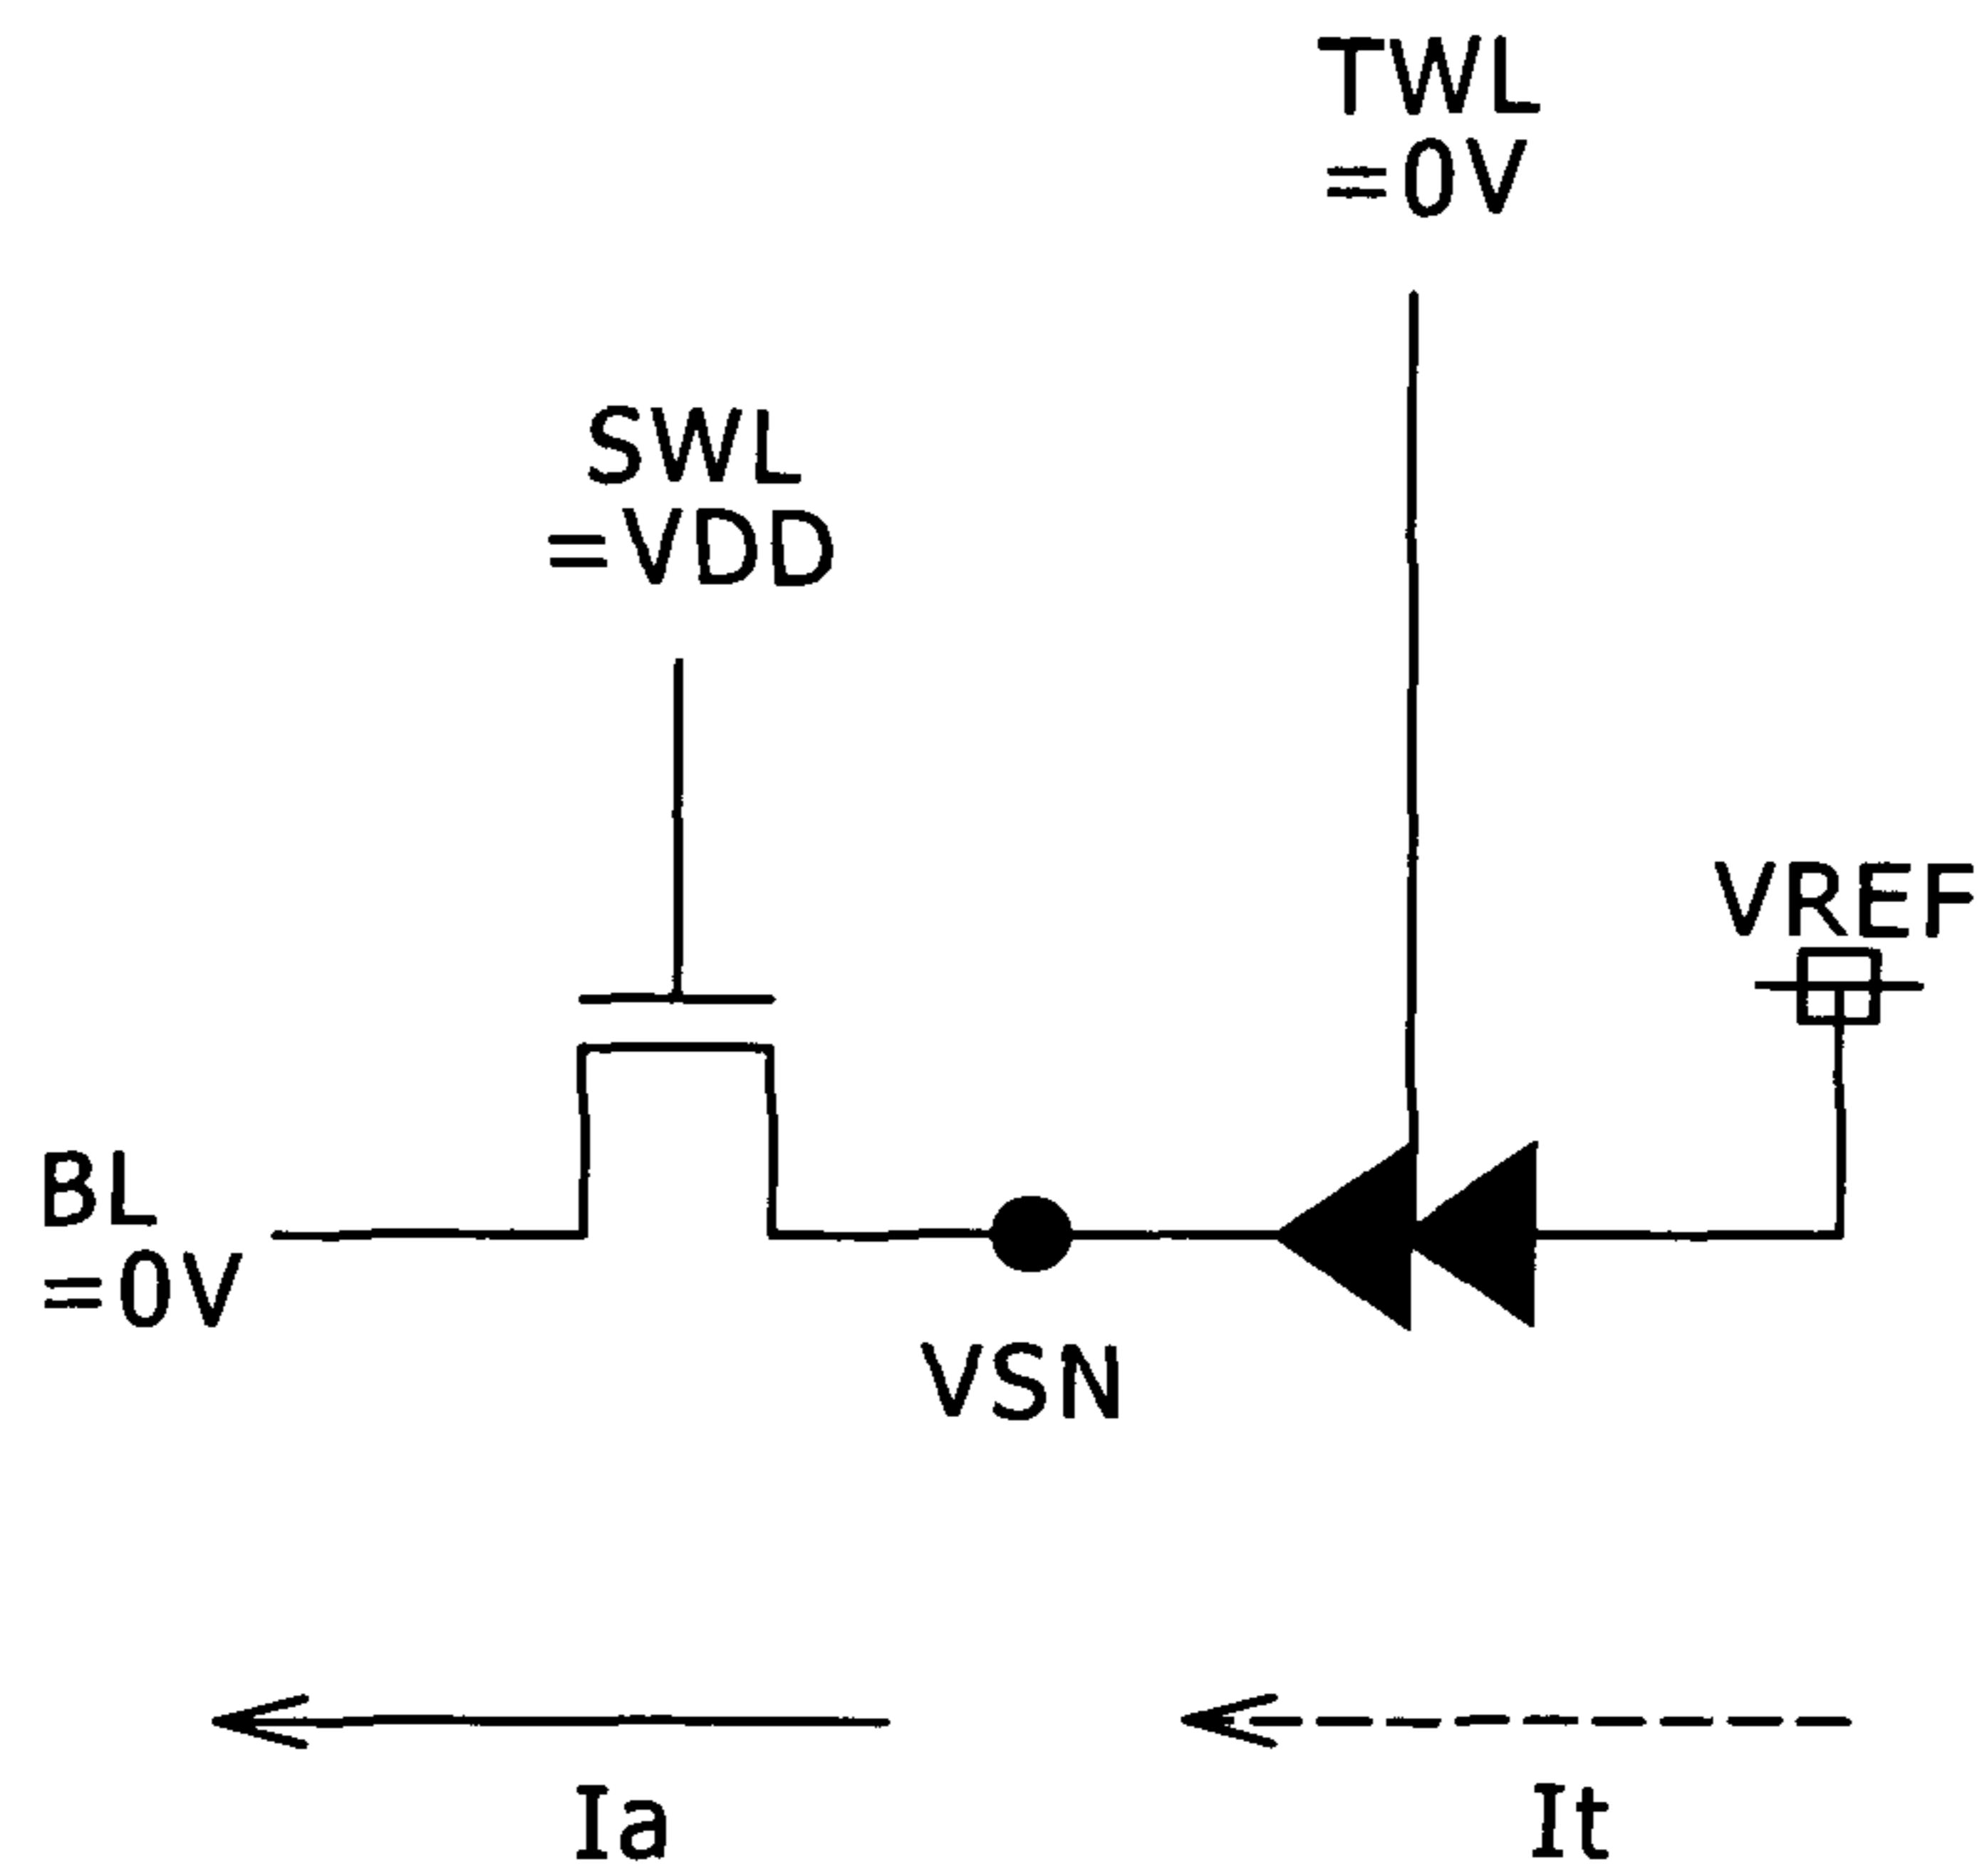 TWL
=0V
SWL
=VDD
VREF
BL
=0V
VSN
Ia
It